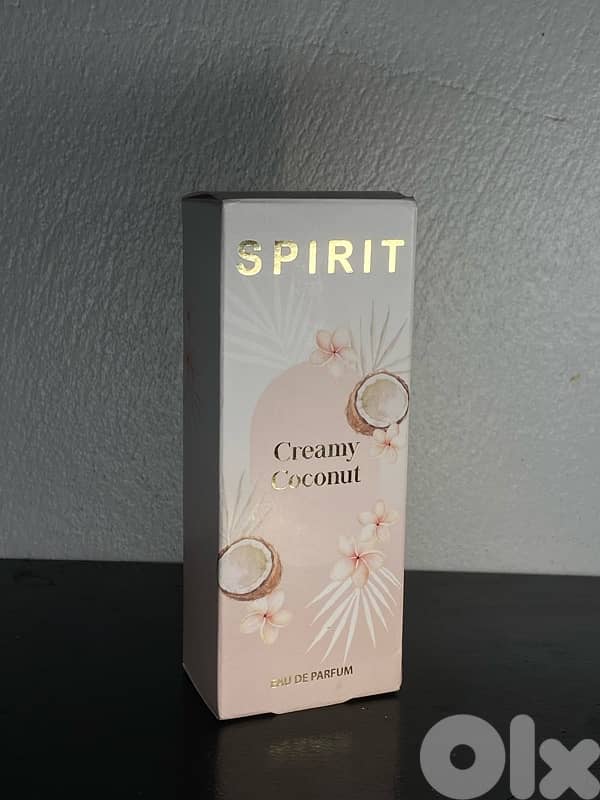 SPIRIT
Creamy
Coconut
EAU DE PARFUM
Olx